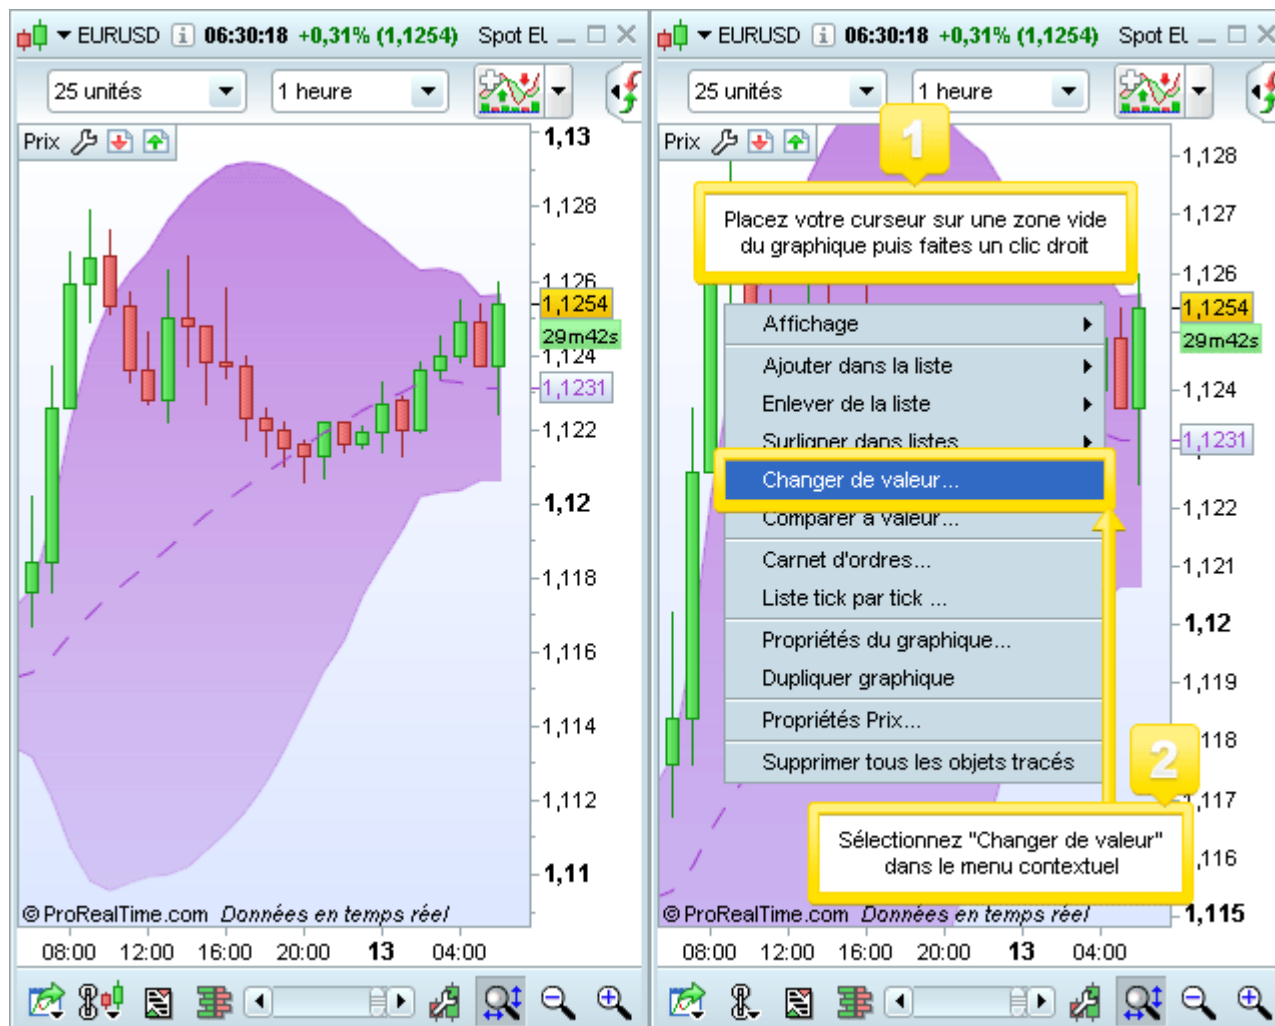 EURUSD 06:30:18 +0,31% (1,1254) Spot EU
25 unités 1 heure
Prix
1,13
1,128
1,126
1,1254
29m42s
1,124
1,1231
1,122
1,12
1,118
1,116
1,114
1,112
1,11
© ProRealTime.com Données en temps réel
08:00 12:00 16:00 20:00 13 04:00
EURUSD 06:30:18 +0,31% (1,1254) Spot EU
25 unités 1 heure
Prix
1
Placez votre curseur sur une zone vide
du graphique puis faites un clic droit
Affichage
Ajouter dans la liste
Enlever de la liste
Surligner dans listes
Changer de valeur...
Comparer à valeur...
Carnet d'ordres...
Liste tick par tick ...
Propriétés du graphique...
Dupliquer graphique
Propriétés Prix...
Supprimer tous les objets tracés
2
Sélectionnez "Changer de valeur"
dans le menu contextuel
1,128
1,127
1,126
1,1254
29m42s
1,124
1,1231
1,122
1,121
1,12
1,119
,118
1,117
,116
1,115
© ProRealTime.com Données en temps réel
08:00 12:00 16:00 20:00 13 04:00